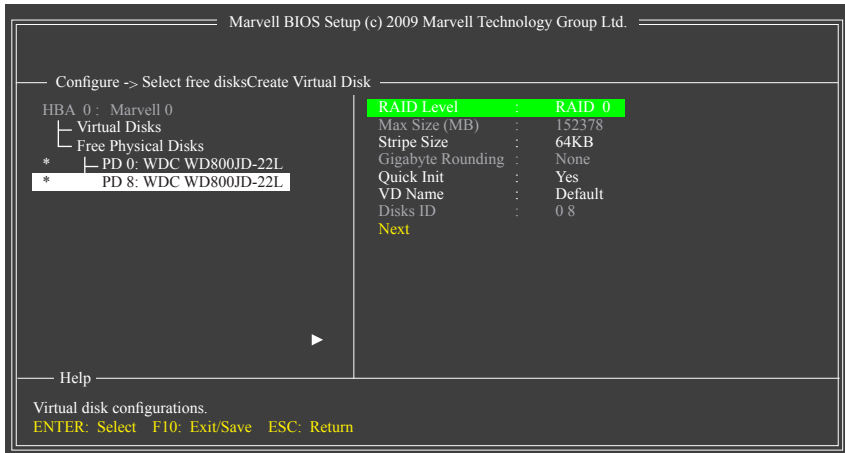 Marvell BIOS Setup (c) 2009 Marvell Technology Group Ltd.
Configure -> Select free disksCreate Virtual Disk
HBA 0 : Marvell 0
Virtual Disks
Free Physical Disks
* PD 0: WDC WD800JD-22L
* PD 8: WDC WD800JD-22L
RAID Level : RAID 0
Max Size (MB) : 152378
Stripe Size : 64KB
Gigabyte Rounding : None
Quick Init : Yes
VD Name : Default
Disks ID : 0 8
Next
Help
Virtual disk configurations.
ENTER: Select F10: Exit/Save ESC: Return